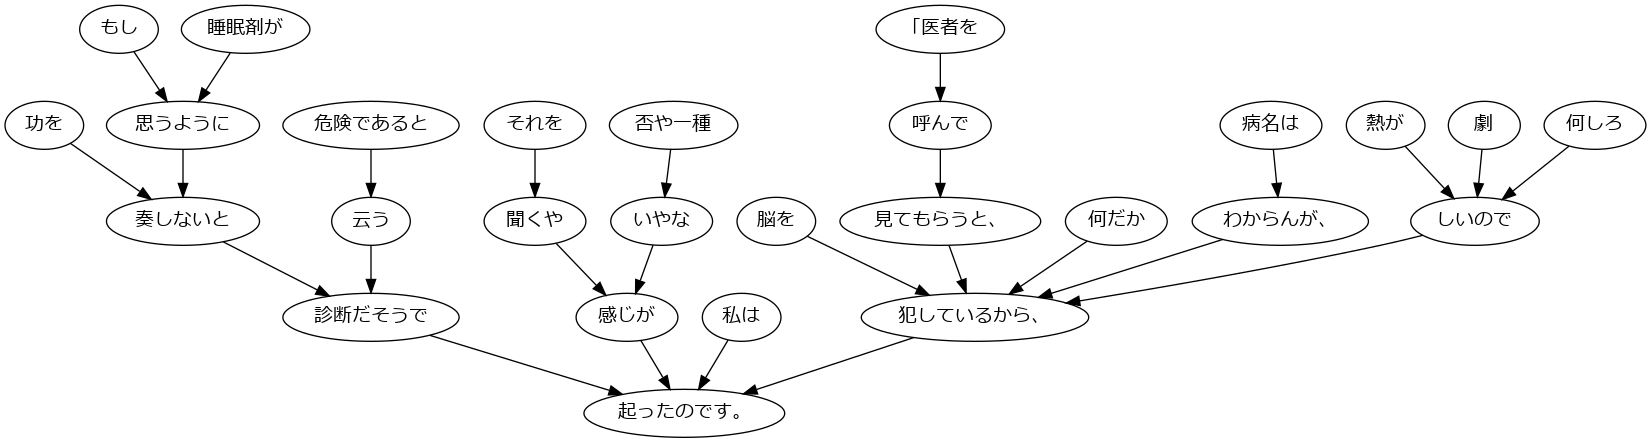 もし
睡眠剤が
「医者を
功を
思うように
危険であると
それを
否や一種
呼んで
病名は
熱が
劇
何しろ
奏しないと
云う
聞くや
いやな
脳を
見てもらうと、
何だか
わからんが、
しいので
診断だそうで
感じが
私は
犯しているから、
起ったのです。